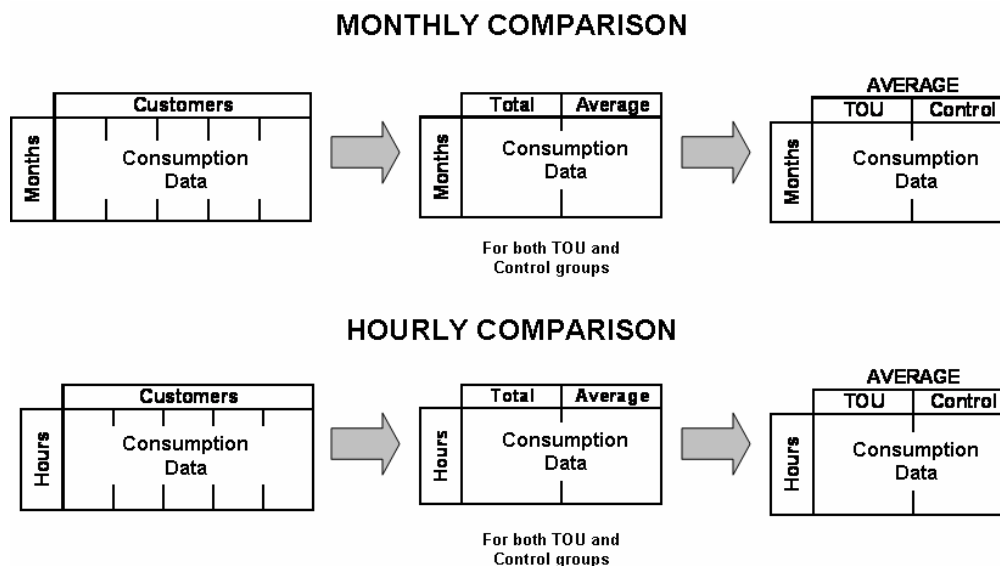 MONTHLY COMPARISON
Customers
Months
Consumption
Data
Total Average
Months
Consumption
Data
For both TOU and
Control groups
AVERAGE
TOU Control
Months
Consumption
Data
HOURLY COMPARISON
Customers
Hours
Consumption
Data
Total Average
Hours
Consumption
Data
For both TOU and
Control groups
AVERAGE
TOU Control
Hours
Consumption
Data